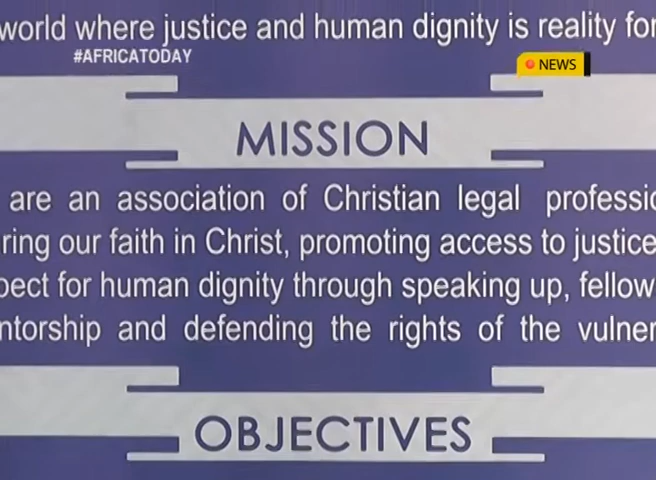 world where justice and human dignity is reality for
#AFRICATODAY
NEWS
MISSION
are an association of Christian legal professio
ring our faith in Christ, promoting access to justice
pect for human dignity through speaking up, fellow
ntorship and defending the rights of the vulner
OBJECTIVES